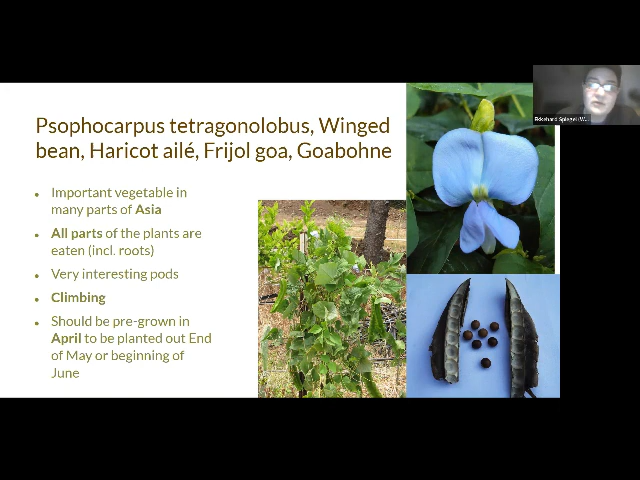 Psophocarpus tetragonolobus, Winged
bean, Haricot ailé, Frijol goa, Goabohne
Important vegetable in
many parts of Asia
All parts of the plants are
eaten (incl. roots)
Very interesting pods
Climbing
Should be pre-grown in
April to be planted out End
of May or beginning of
June
Ekkehard Spiegel (W...